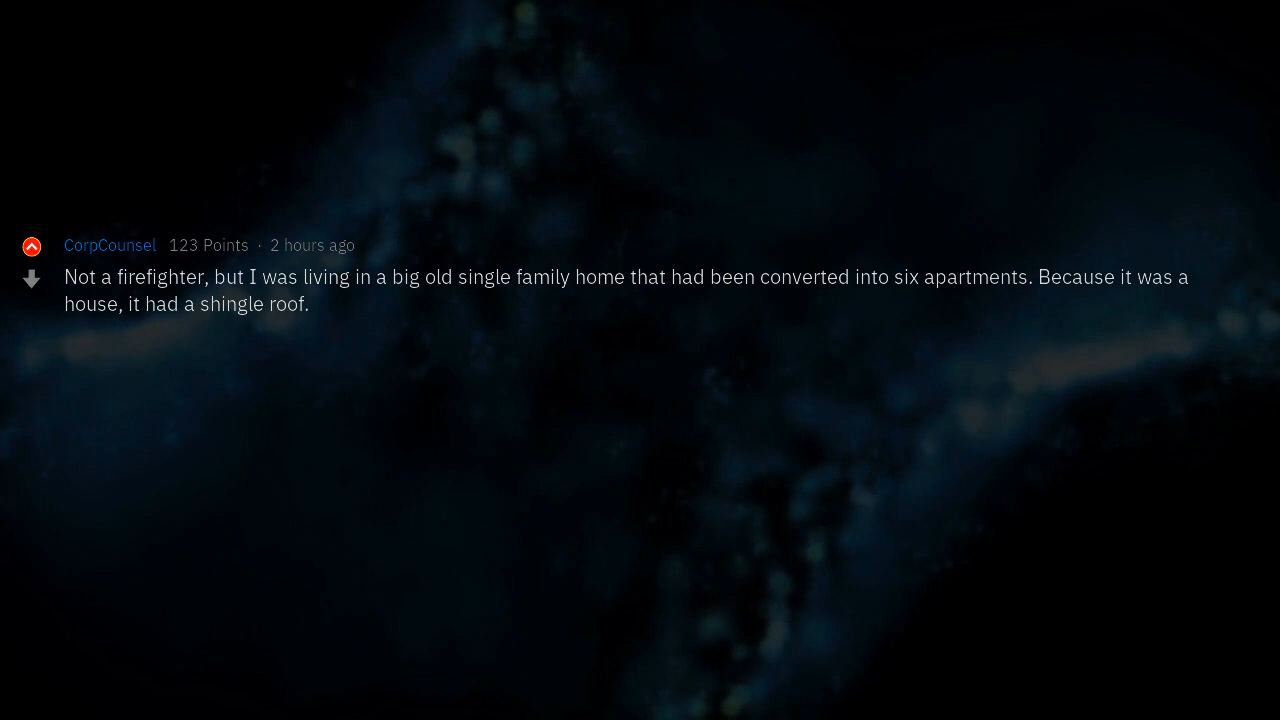 CorpCounsel 123 Points · 2 hours ago
Not a firefighter, but I was living in a big old single family home that had been converted into six apartments. Because it was a
house, it had a shingle roof.